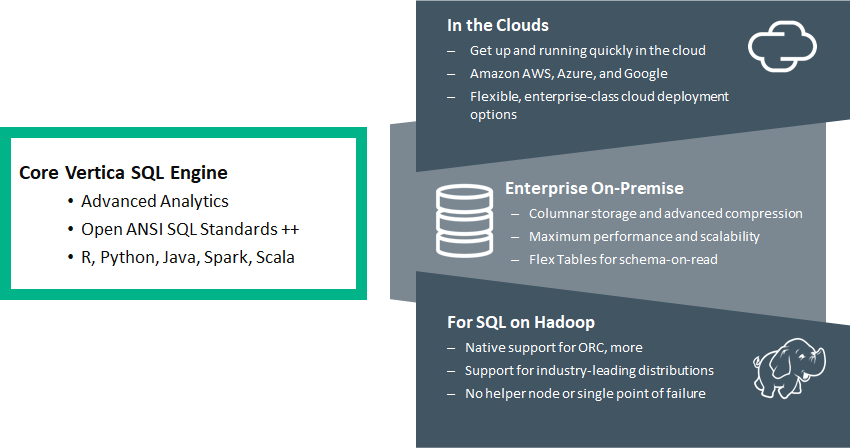 Core Vertica SQL Engine
• Advanced Analytics
• Open ANSI SQL Standards ++
• R, Python, Java, Spark, Scala
In the Clouds
– Get up and running quickly in the cloud
– Amazon AWS, Azure, and Google
– Flexible, enterprise-class cloud deployment
options
Enterprise On-Premise
– Columnar storage and advanced compression
– Maximum performance and scalability
– Flex Tables for schema-on-read
For SQL on Hadoop
– Native support for ORC, more
– Support for industry-leading distributions
– No helper node or single point of failure